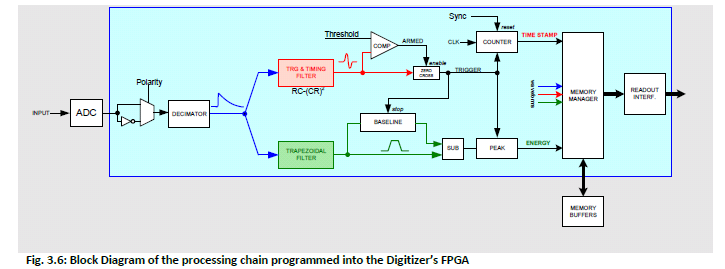 Sync
reset
Threshold
COMP
ARMED
CLK
COUNTER
TIME STAMP
enable
ZERO
CROSS
TRIGGER
Polarity
TRG & TIMING
FILTER
RC-(CR)²
INPUT
ADC
DECIMATOR
stop
BASELINE
waveforms
MEMORY
MANAGER
READOUT
INTERF.
TRAPEZOIDAL
FILTER
SUB
PEAK
ENERGY
MEMORY
BUFFERS
Fig. 3.6: Block Diagram of the processing chain programmed into the Digitizer's FPGA